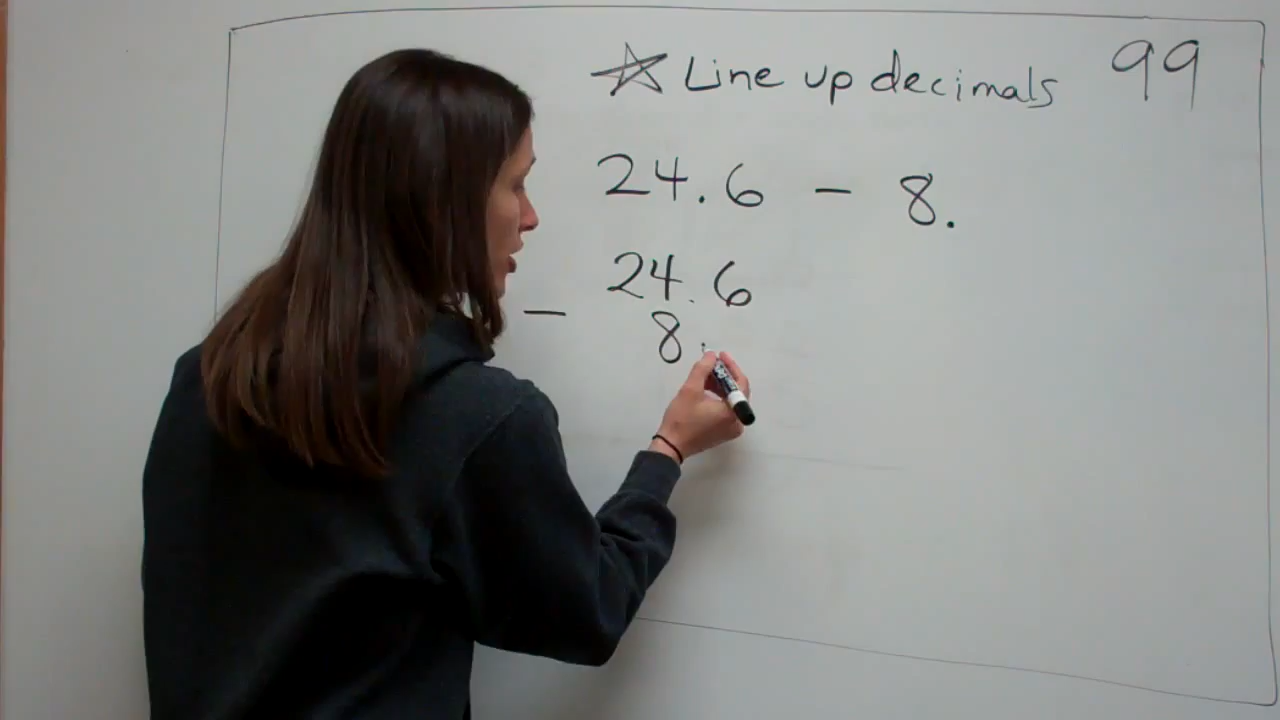 ☆ Line up decimals 99
24.6 - 8.
24.6
- 8.